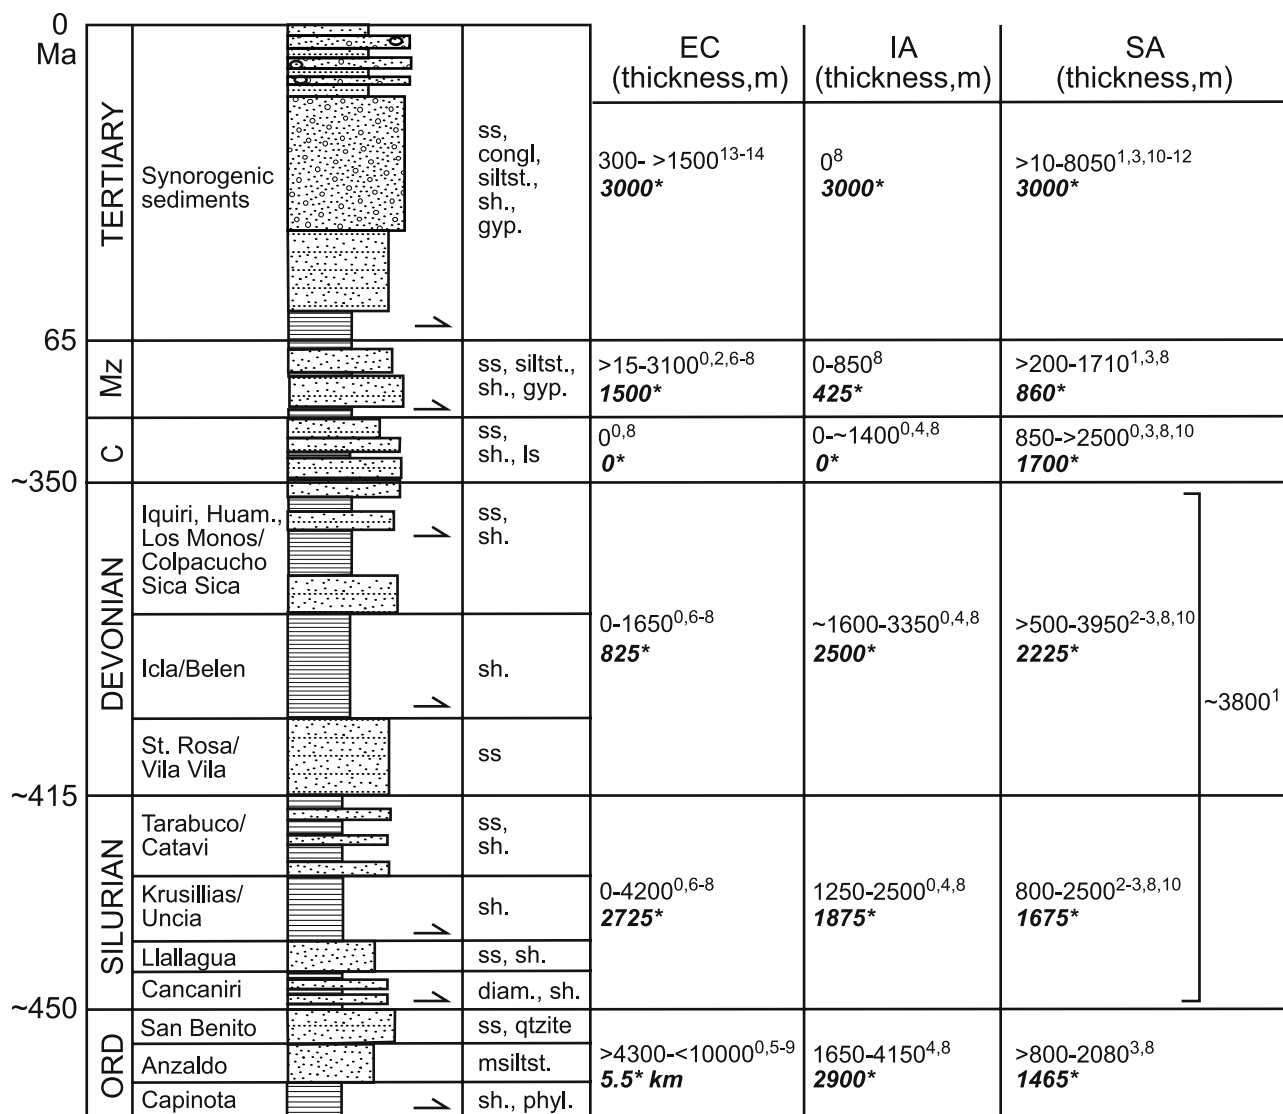 0
Ma
EC
(thickness,m)
IA
(thickness,m)
SA
(thickness,m)
TERTIARY
Synorogenic
sediments
ss,
congl,
siltst.,
sh.,
gyp.
300- >1500¹³⁻¹⁴
3000*
0⁸
3000*
>10-8050¹,³,¹⁰⁻¹²
3000*
65
Mz
ss, siltst.,
sh., gyp.
>15-3100⁰,²,⁶⁻⁸
1500*
0-850⁸
425*
>200-1710¹,³,⁸
860*
C
ss,
sh., ls
0⁰,⁸
0*
0-~1400⁰,⁴,⁸
0*
850->2500⁰,³,⁸,¹⁰
1700*
~350
DEVONIAN
Iquiri, Huam.,
Los Monos/
Colpacucho
Sica Sica
ss,
sh.
Icla/Belen
sh.
St. Rosa/
Vila Vila
ss
0-1650⁰,⁶⁻⁸
825*
~1600-3350⁰,⁴,⁸
2500*
>500-3950²⁻³,⁸,¹⁰
2225*
~3800¹
~415
SILURIAN
Tarabuco/
Catavi
ss,
sh.
Krusillias/
Uncia
sh.
Llallagua
ss, sh.
Cancaniri
diam., sh.
0-4200⁰,⁶⁻⁸
2725*
1250-2500⁰,⁴,⁸
1875*
800-2500²⁻³,⁸,¹⁰
1675*
~450
ORD
San Benito
ss, qtzite
Anzaldo
msiltst.
Capinota
sh., phyl.
>4300-<10000⁰,⁵⁻⁹
5.5* km
1650-4150⁴,⁸
2900*
>800-2080³,⁸
1465*